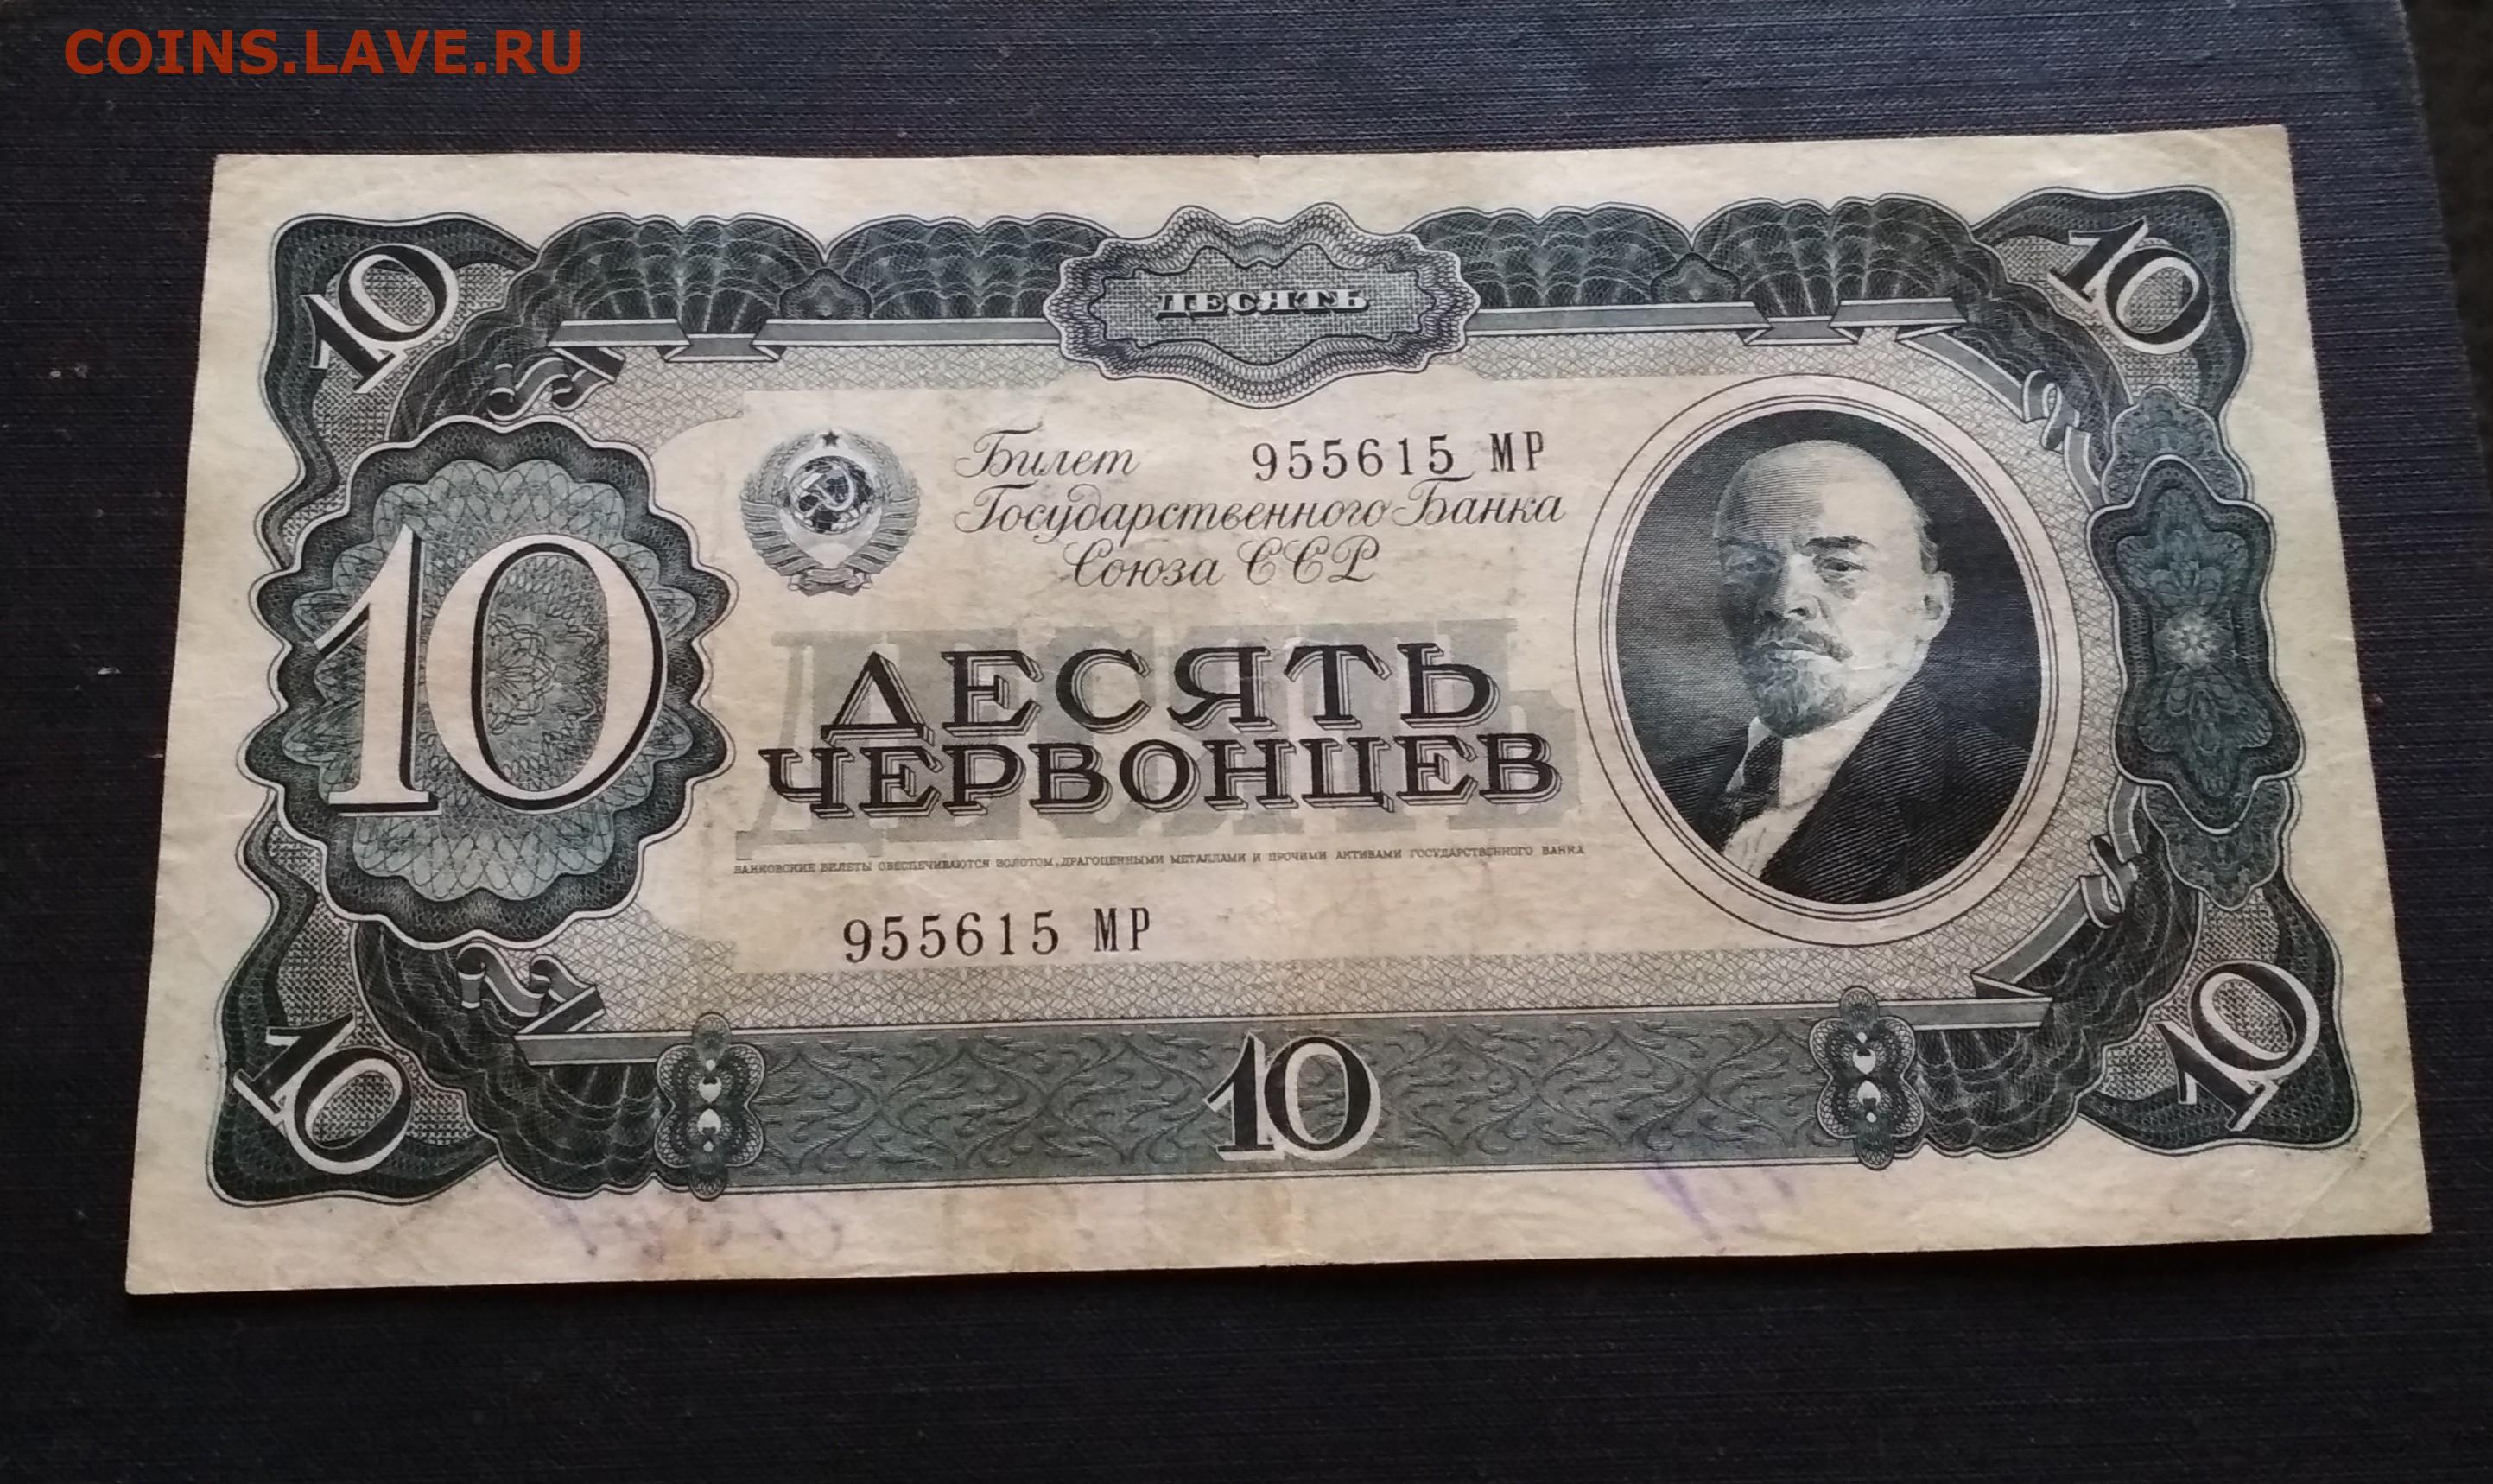 COINS.LAVE.RU
10
ДЕСЯТЬ
10
Билет 955615 МР
Государственного Банка
Союза ССР
10
ДЕСЯТЬ
ДЕСЯТЬ
ЧЕРВОНЦЕВ
БАНКОВСКИЕ БИЛЕТЫ ОБЕСПЕЧИВАЮТСЯ ЗОЛОТОМ, ДРАГОЦЕННЫМИ МЕТАЛЛАМИ И ПРОЧИМИ АКТИВАМИ ГОСУДАРСТВЕННОГО БАНКА
955615 МР
10
10
10